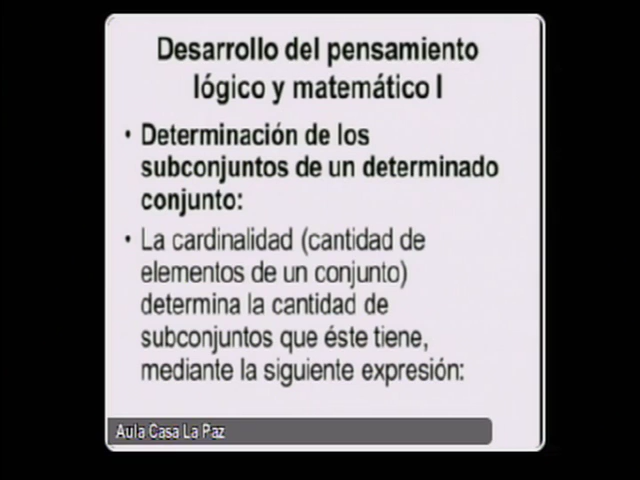 Desarrollo del pensamiento
lógico y matemático I
• Determinación de los
subconjuntos de un determinado
conjunto:
• La cardinalidad (cantidad de
elementos de un conjunto)
determina la cantidad de
subconjuntos que éste tiene,
mediante la siguiente expresión:
Aula Casa La Paz